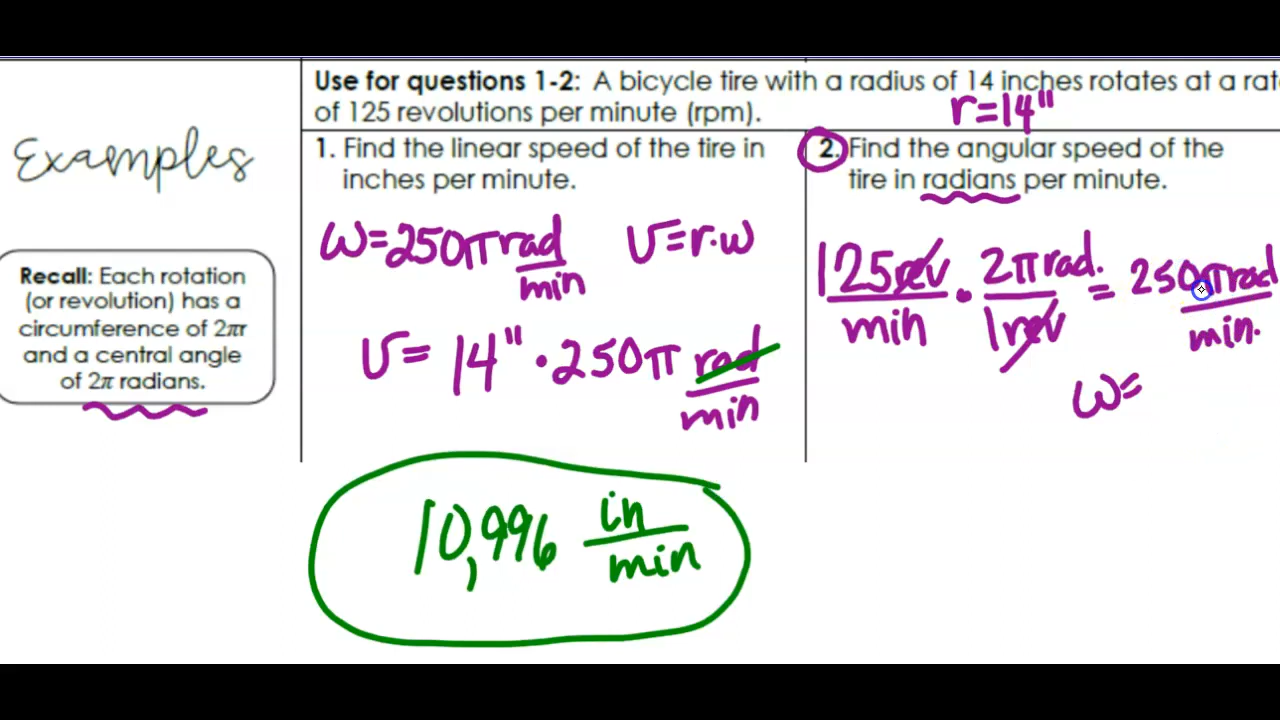 Use for questions 1-2: A bicycle tire with a radius of 14 inches rotates at a rate
of 125 revolutions per minute (rpm).
r=14"
Examples
Recall: Each rotation
(or revolution) has a
circumference of 2πr
and a central angle
of 2π radians.
1. Find the linear speed of the tire in
inches per minute.
ω=250π rad/min v=r·ω
v= 14" · 250π rad/min
10,996 in/min
2. Find the angular speed of the
tire in radians per minute.
125 rev/min · 2π rad./1 rev = 250π rad/min.
ω=